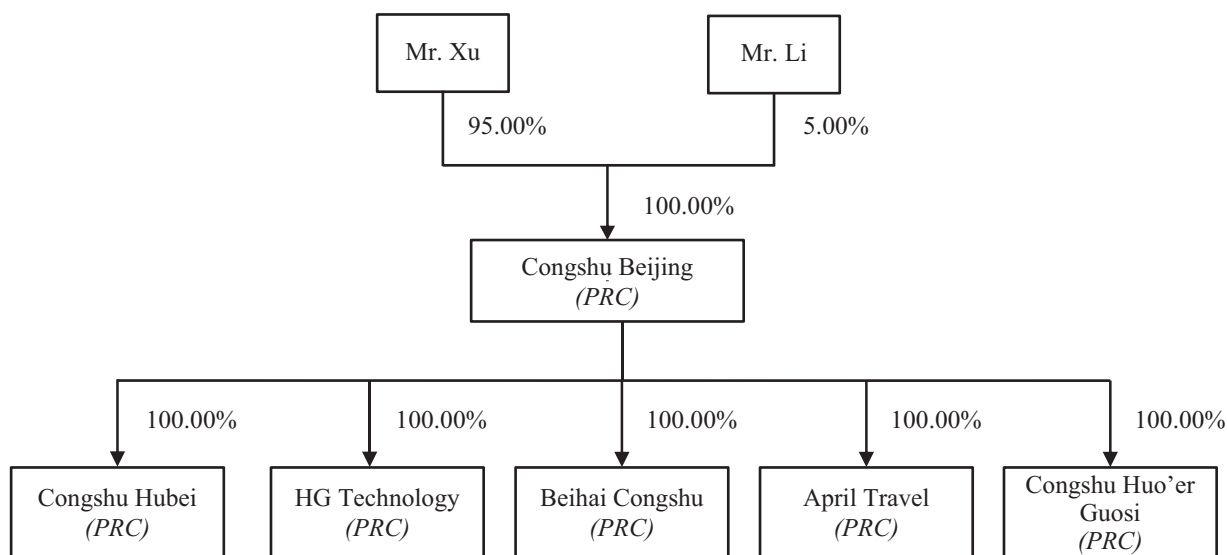 Mr. Xu
Mr. Li
95.00%
5.00%
100.00%
Congshu Beijing
(PRC)
100.00%
100.00%
100.00%
100.00%
100.00%
Congshu Hubei
(PRC)
HG Technology
(PRC)
Beihai Congshu
(PRC)
April Travel
(PRC)
Congshu Huo’er
Guosi
(PRC)